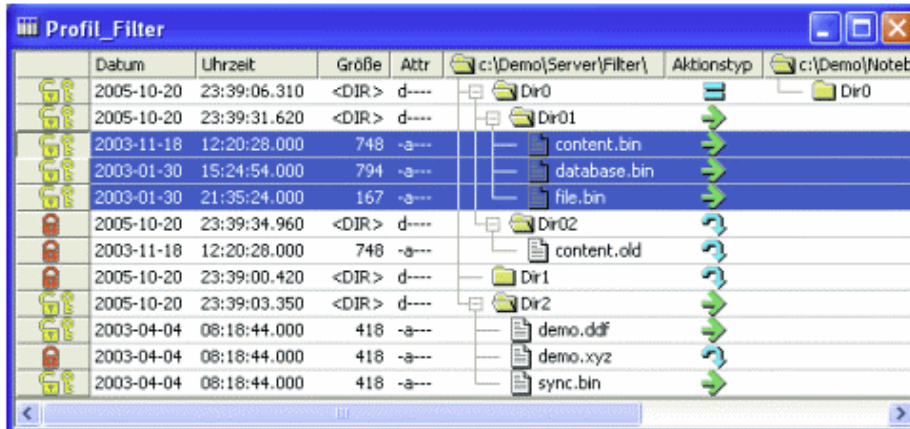 Profil_Filter
Datum Uhrzeit Größe Attr c:\Demo\Server\Filter\ Aktionstyp c:\Demo\Noteb
2005-10-20 23:39:06.310 <DIR> d---- Dir0 Dir0
2005-10-20 23:39:31.620 <DIR> d---- Dir01
2003-11-18 12:20:28.000 748 -a--- content.bin
2003-01-30 15:24:54.000 794 -a--- database.bin
2003-01-30 21:35:24.000 167 -a--- file.bin
2005-10-20 23:39:34.960 <DIR> d---- Dir02
2003-11-18 12:20:28.000 748 -a--- content.old
2005-10-20 23:39:00.420 <DIR> d---- Dir1
2005-10-20 23:39:03.350 <DIR> d---- Dir2
2003-04-04 08:18:44.000 418 -a--- demo.ddf
2003-04-04 08:18:44.000 418 -a--- demo.xyz
2003-04-04 08:18:44.000 418 -a--- sync.bin